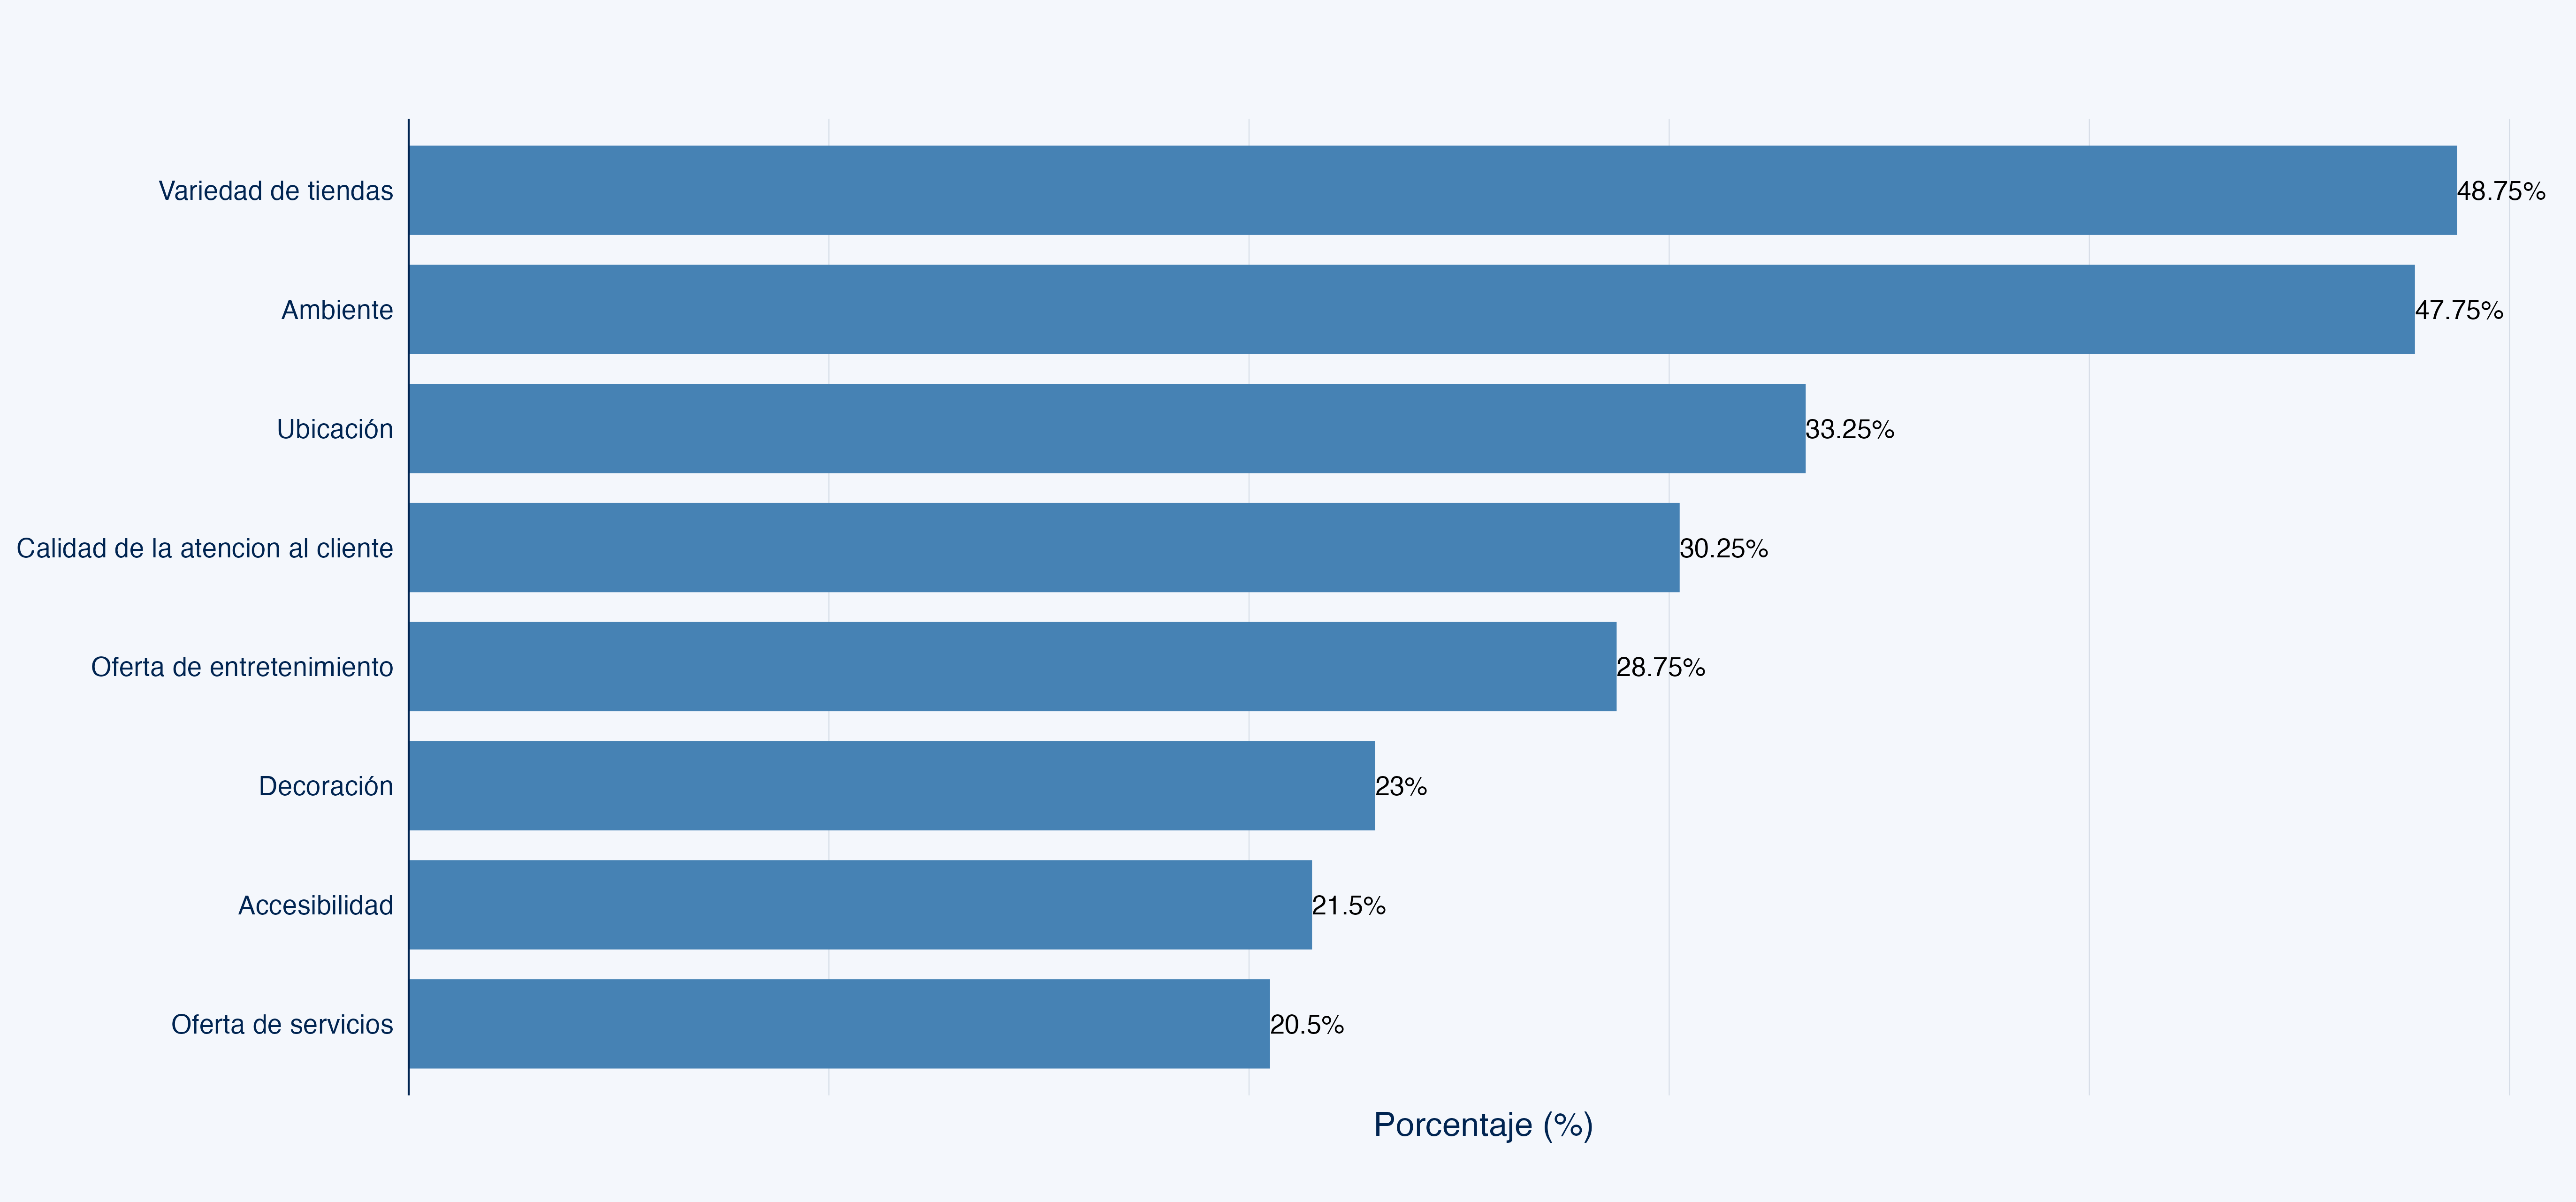 Variedad de tiendas 48.75%
Ambiente 47.75%
Ubicación 33.25%
Calidad de la atencion al cliente 30.25%
Oferta de entretenimiento 28.75%
Decoración 23%
Accesibilidad 21.5%
Oferta de servicios 20.5%
Porcentaje (%)